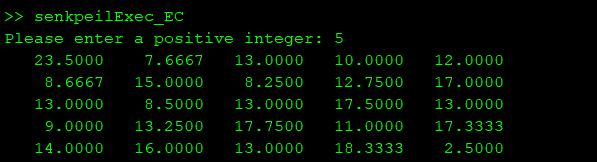 >> senkpeilExec_EC
Please enter a positive integer: 5
23.5000 7.6667 13.0000 10.0000 12.0000
8.6667 15.0000 8.2500 12.7500 17.0000
13.0000 8.5000 13.0000 17.5000 13.0000
9.0000 13.2500 17.7500 11.0000 17.3333
14.0000 16.0000 13.0000 18.3333 2.5000